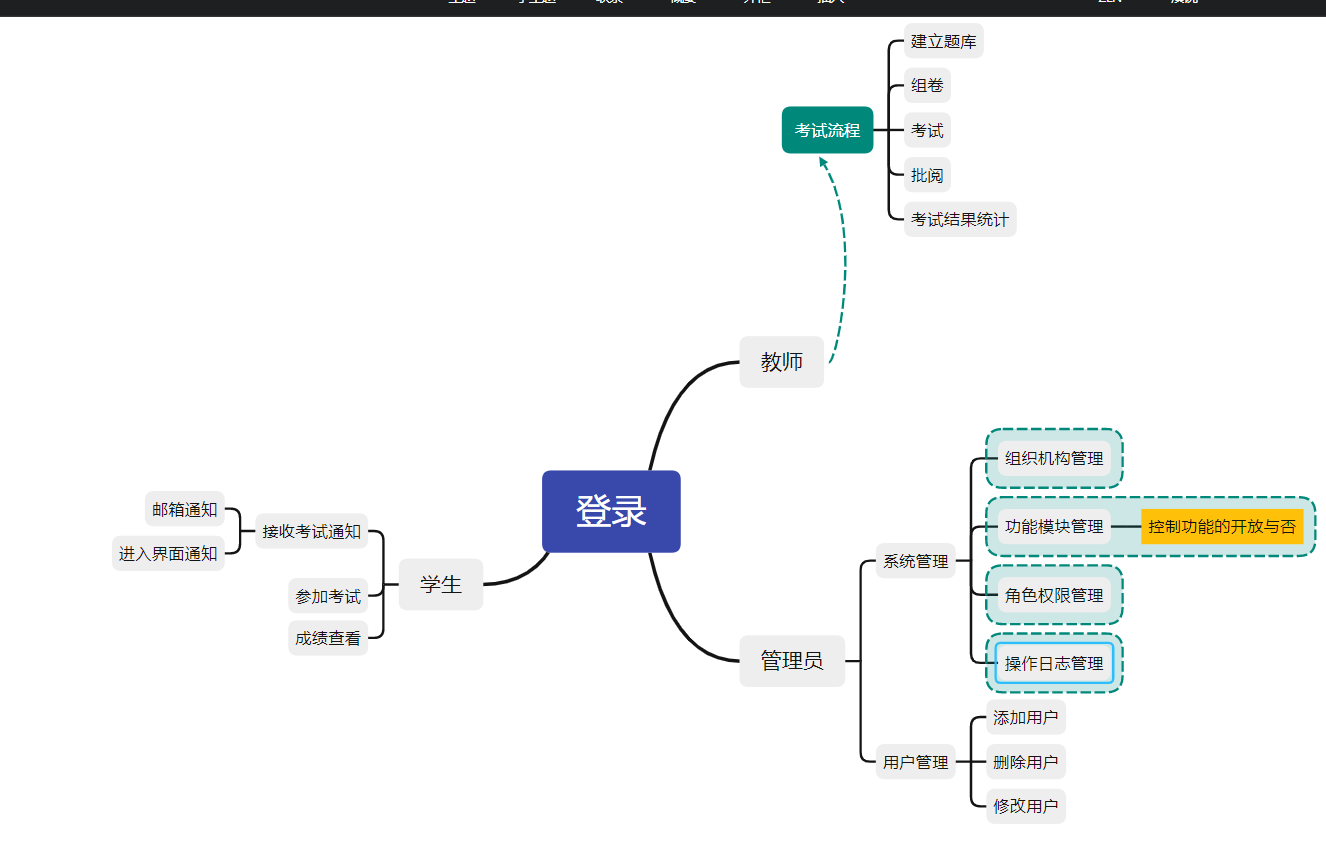 建立题库
组卷
考试流程
考试
批阅
考试结果统计
教师
登录
组织机构管理
功能模块管理
控制功能的开放与否
系统管理
角色权限管理
操作日志管理
管理员
用户管理
添加用户
删除用户
修改用户
邮箱通知
接收考试通知
进入界面通知
学生
参加考试
成绩查看